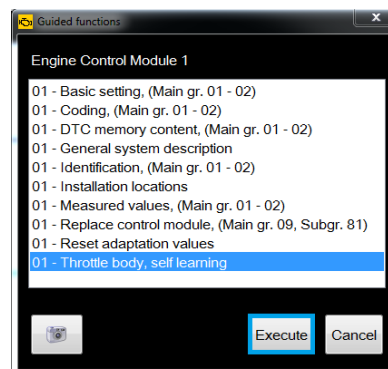 Guided functions
x
Engine Control Module 1
01 - Basic setting, (Main gr. 01 - 02)
01 - Coding, (Main gr. 01 - 02)
01 - DTC memory content, (Main gr. 01 - 02)
01 - General system description
01 - Identification, (Main gr. 01 - 02)
01 - Installation locations
01 - Measured values, (Main gr. 01 - 02)
01 - Replace control module, (Main gr. 09, Subgr. 81)
01 - Reset adaptation values
01 - Throttle body, self learning
Execute Cancel